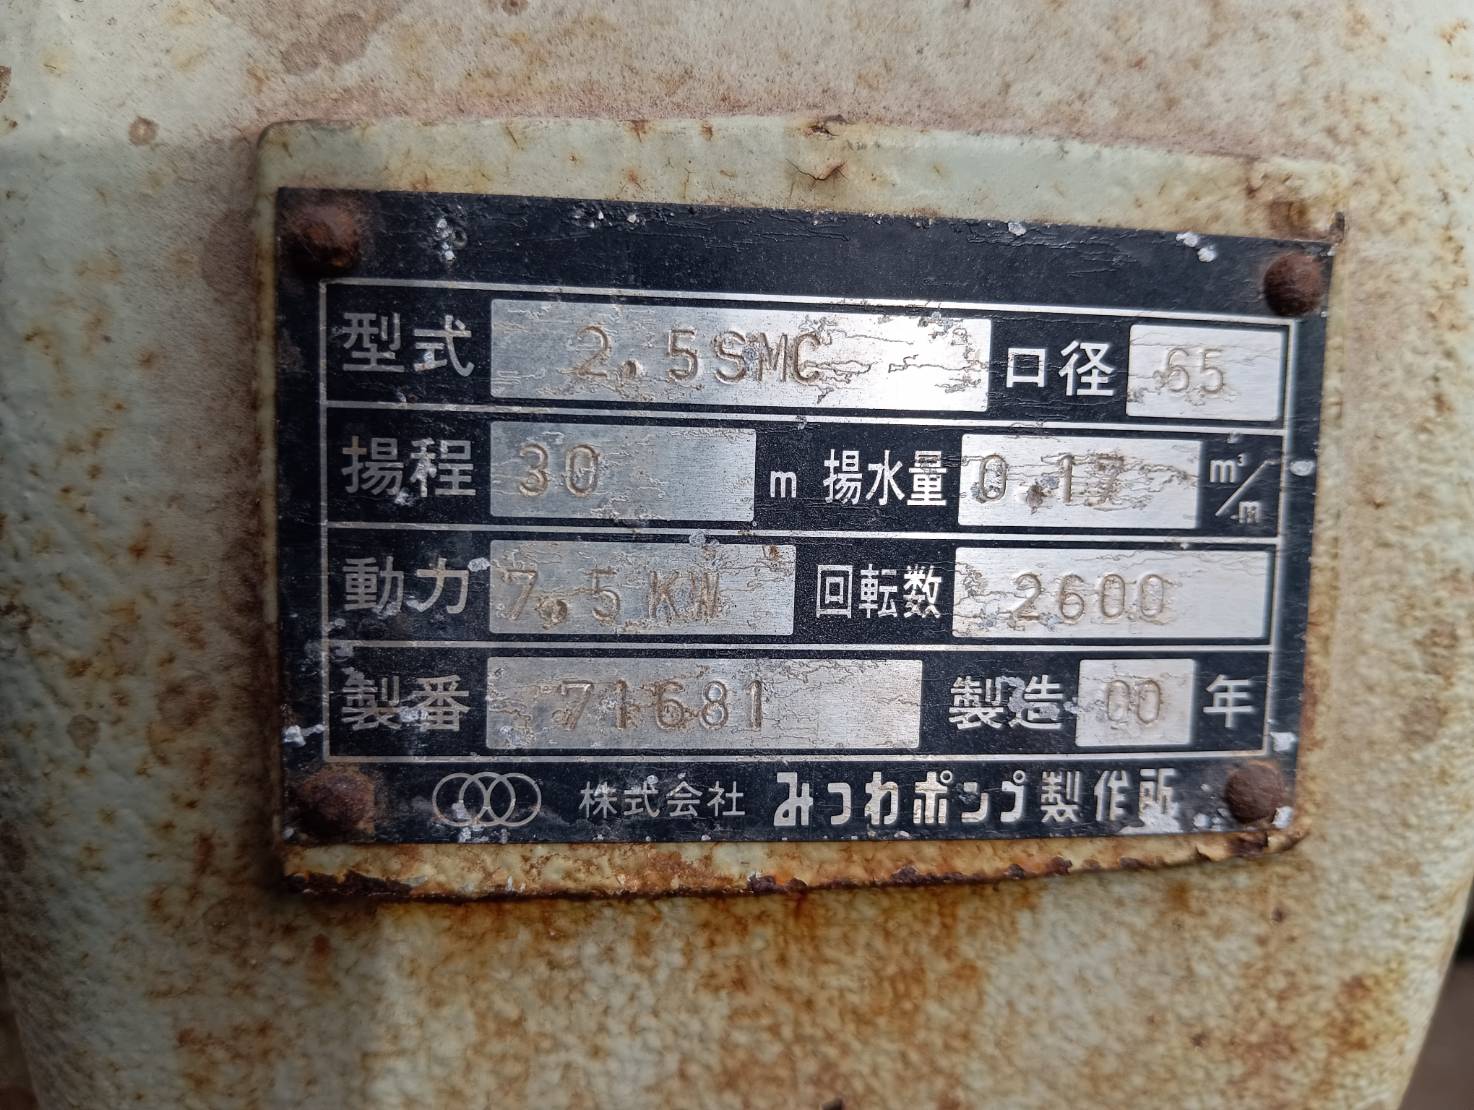 型式 2.5SMC 口径 65
揚程 30 m 揚水量 0.17 m³/m
動力 7.5KW 回転数 2600
製番 71681 製造 00 年
株式会社 みつわポンプ製作所